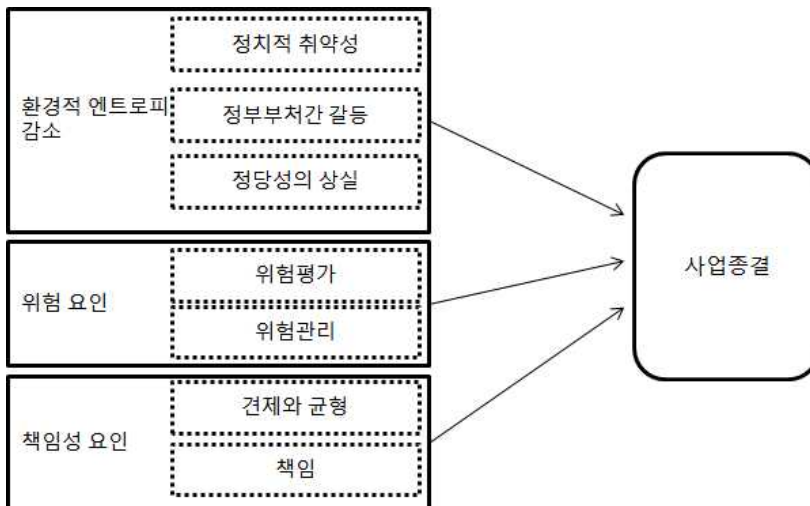 정치적 취약성
환경적 엔트로피
감소
정부부처간 갈등
정당성의 상실
위험 요인
위험평가
위험관리
책임성 요인
견제와 균형
책임
사업종결